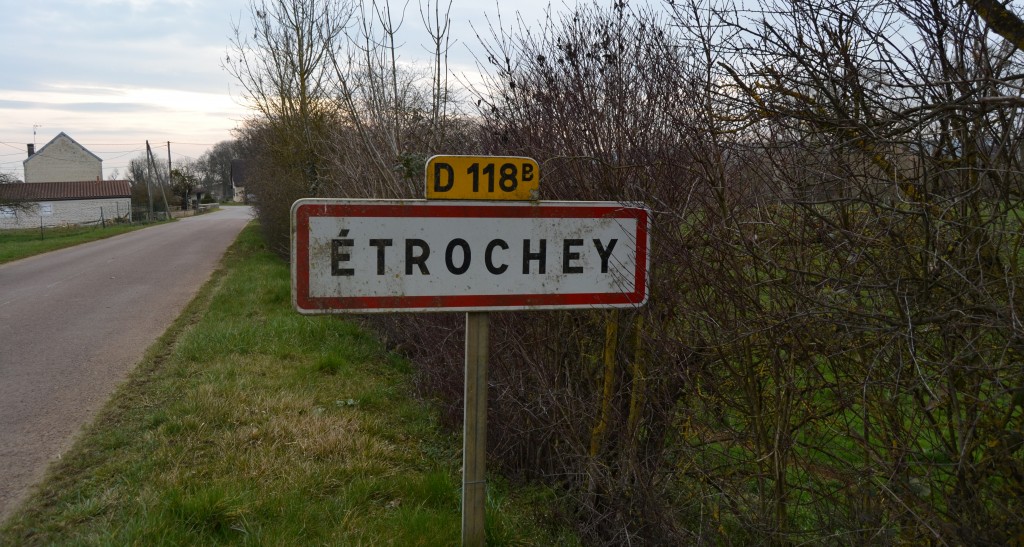 D 118B
ÉTROCHEY